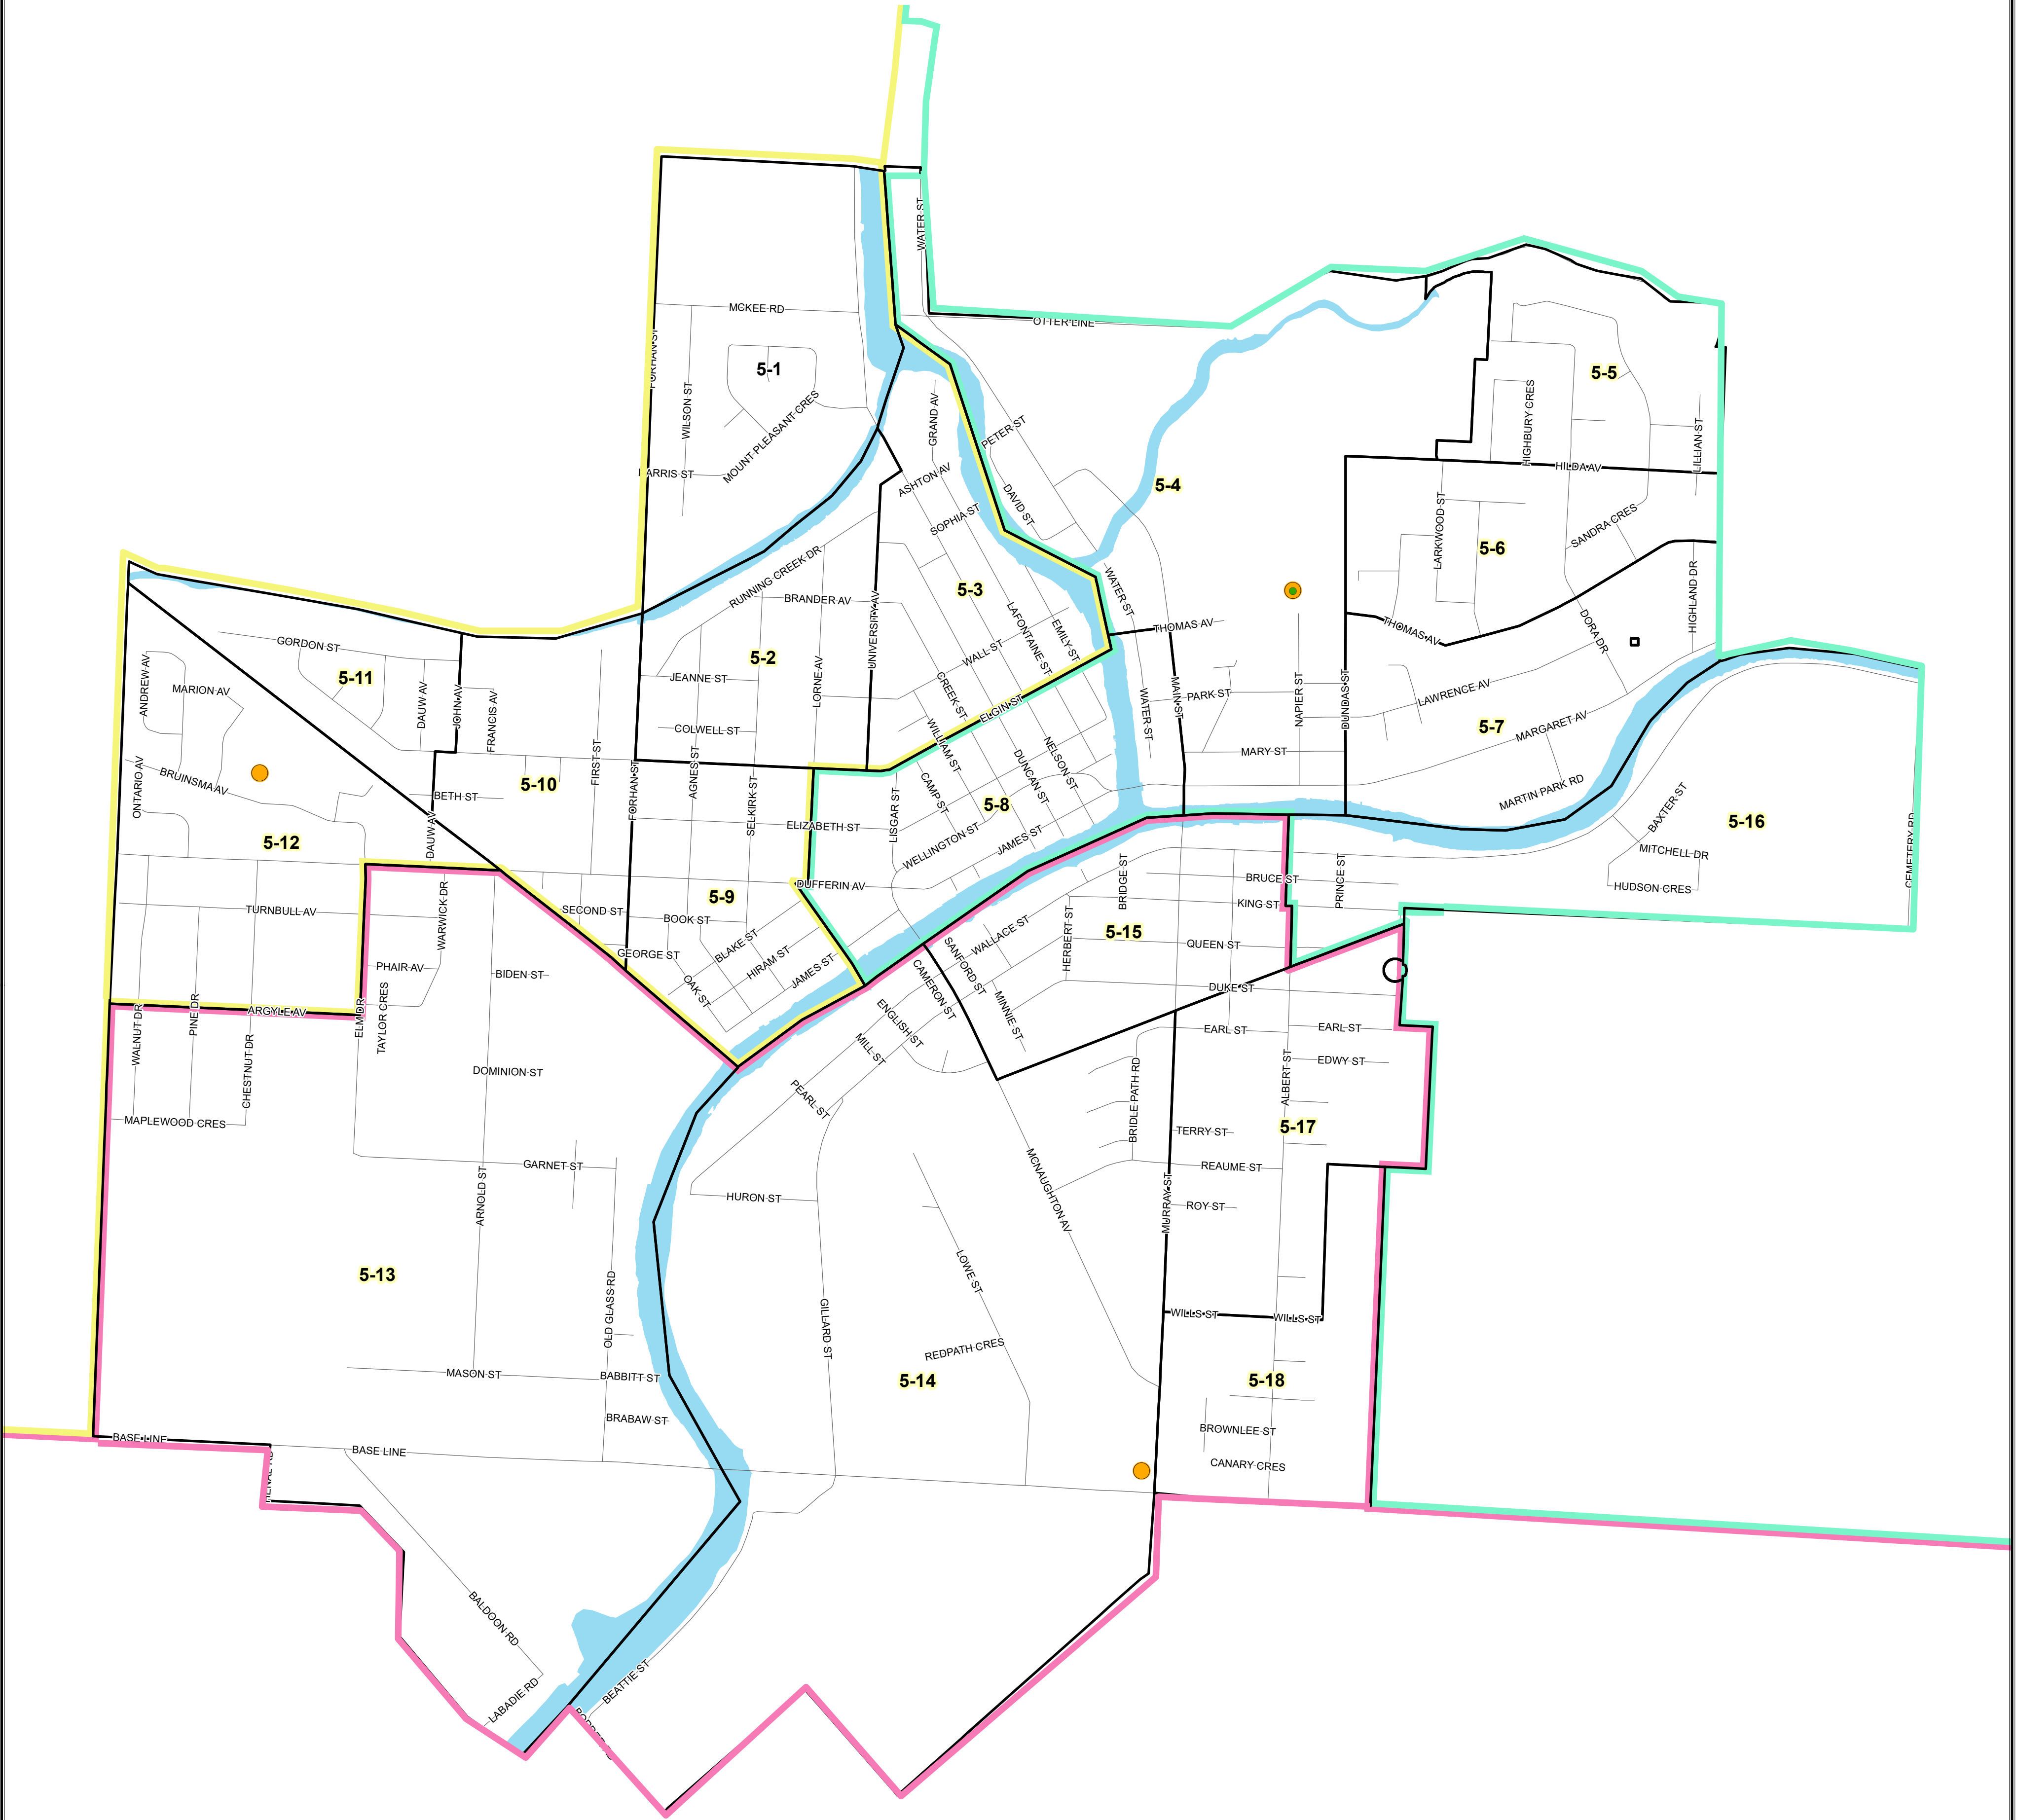 WATER ST
MCKEE RD
OTTER LINE
FORHAN ST
5-1
5-5
WILSON ST
MOUNT PLEASANT CRES
GRAND AV
HIGHBURY CRES
PETER ST
LILLIAN ST
HARRIS ST
ASHTON AV
HILDA AV
5-4
DAVID ST
SOPHIA ST
LARKWOOD ST
SANDRA CRES
5-6
RUNNING CREEK DR
5-3
WATER ST
BRANDER AV
UNIVERSITY AV
LAFONTAINE ST
EMILY ST
THOMAS AV
THOMAS AV
DORA DR
HIGHLAND DR
GORDON ST
5-2
WALL ST
ANDREW AV
MARION AV
5-11
JEANNE ST
LORNE AV
CREEK ST
PARK ST
MAIN ST
NAPIER ST
DUNDAS ST
LAWRENCE AV
DAUW AV
JOHN AV
FRANCIS AV
ELGIN ST
WATER ST
5-7
MARGARET AV
COLWELL ST
WILLIAM ST
MARY ST
FIRST ST
DUNCAN ST
NELSON ST
ONTARIO AV
BRUINSMA AV
5-10
FORHAN ST
AGNES ST
CAMP ST
MARTIN PARK RD
BETH ST
SELKIRK ST
5-8
BAXTER ST
5-16
ELIZABETH ST
LISGAR ST
5-12
DAUW AV
WELLINGTON ST
JAMES ST
MITCHELL DR
CEMETERY RD
DUFFERIN AV
BRIDGE ST
BRUCE ST
PRINCE ST
HUDSON CRES
5-9
KING ST
TURNBULL AV
WARWICK DR
SECOND ST
BOOK ST
5-15
WALLACE ST
HERBERT ST
QUEEN ST
BLAKE ST
GEORGE ST
HIRAM ST
JAMES ST
SANFORD ST
PHAIR AV
BIDEN ST
OAK ST
CAMERON ST
DUKE ST
ARGYLE AV
ELM DR
TAYLOR CRES
ENGLISH ST
MINNIE ST
WALNUT DR
PINE DR
CHESTNUT DR
MILL ST
EARL ST
EARL ST
EDWY ST
DOMINION ST
PEARL ST
BRIDLE PATH RD
ALBERT ST
MAPLEWOOD CRES
5-17
TERRY ST
GARNET ST
MCNAUGHTON AV
REAUME ST
ARNOLD ST
HURON ST
MURRAY ST
ROY ST
5-13
LOWE ST
OLD GLASS RD
GILLARD ST
WILLS ST
WILLS ST
REDPATH CRES
MASON ST
BABBITT ST
5-14
5-18
BRABAW ST
BROWNLEE ST
BASE LINE
BASE LINE
CANARY CRES
BALDOON RD
BEATTIE ST
LABADIE RD